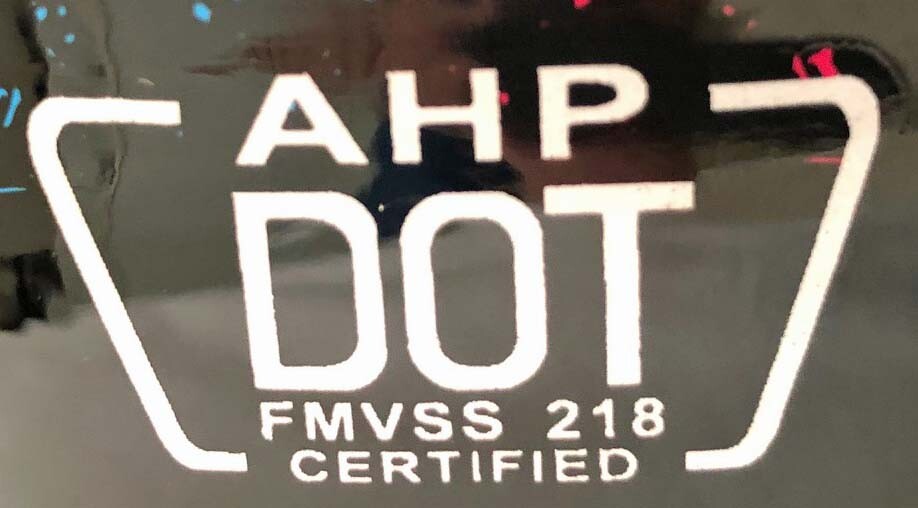 AHP
DOT
FMVSS 218
CERTIFIED